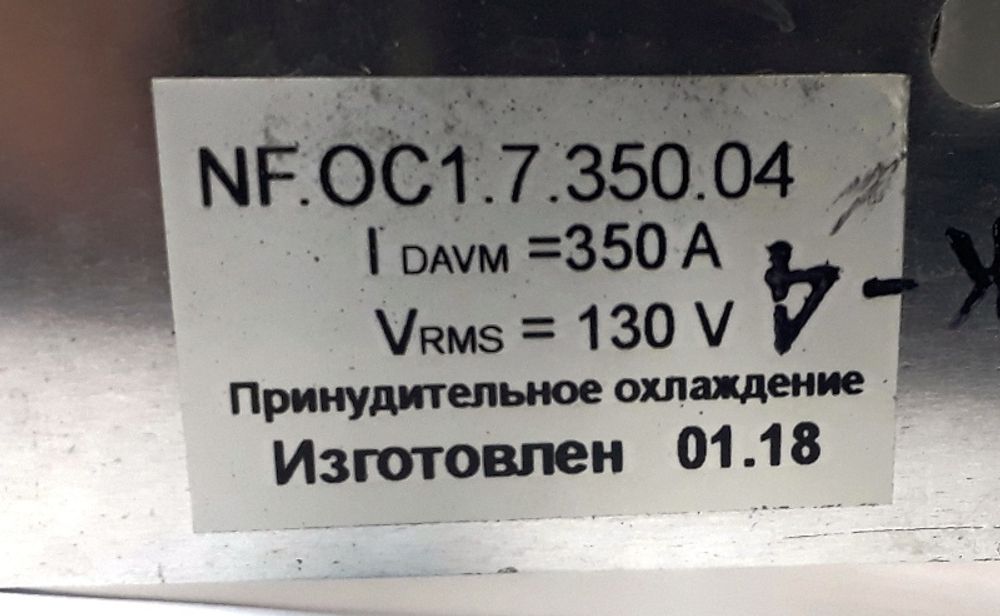 NF.OC1.7.350.04
I DAVM =350 A
VRMS = 130 V
Принудительное охлаждение
Изготовлен 01.18